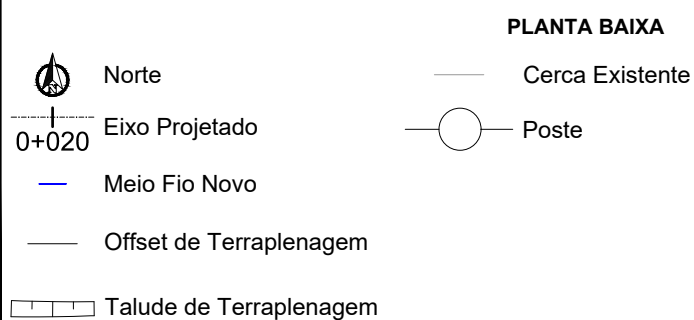 PLANTA BAIXA
N
Norte
Cerca Existente
0+020
Eixo Projetado
Poste
Meio Fio Novo
Offset de Terraplenagem
Talude de Terraplenagem